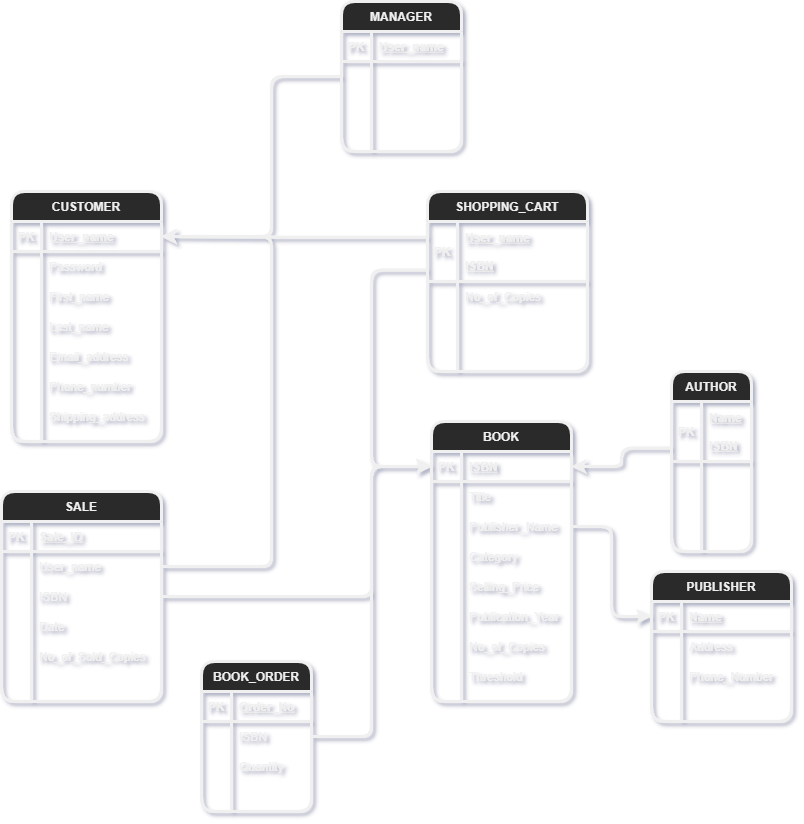 MANAGER
PK User_name
CUSTOMER
PK User_name
Password
First_name
Last_name
Email_address
Phone_number
Shipping_address
SHOPPING_CART
PK User_name
ISBN
No_of_Copies
AUTHOR
PK Name
ISBN
BOOK
PK ISBN
Title
Publisher_Name
Category
Selling_Price
Publication_Year
No_of_Copies
Threshold
SALE
PK Sale_ID
User_name
ISBN
Date
No_of_Sold_Copies
PUBLISHER
PK Name
Address
Phone_Number
BOOK_ORDER
PK Order_No
ISBN
Quantity